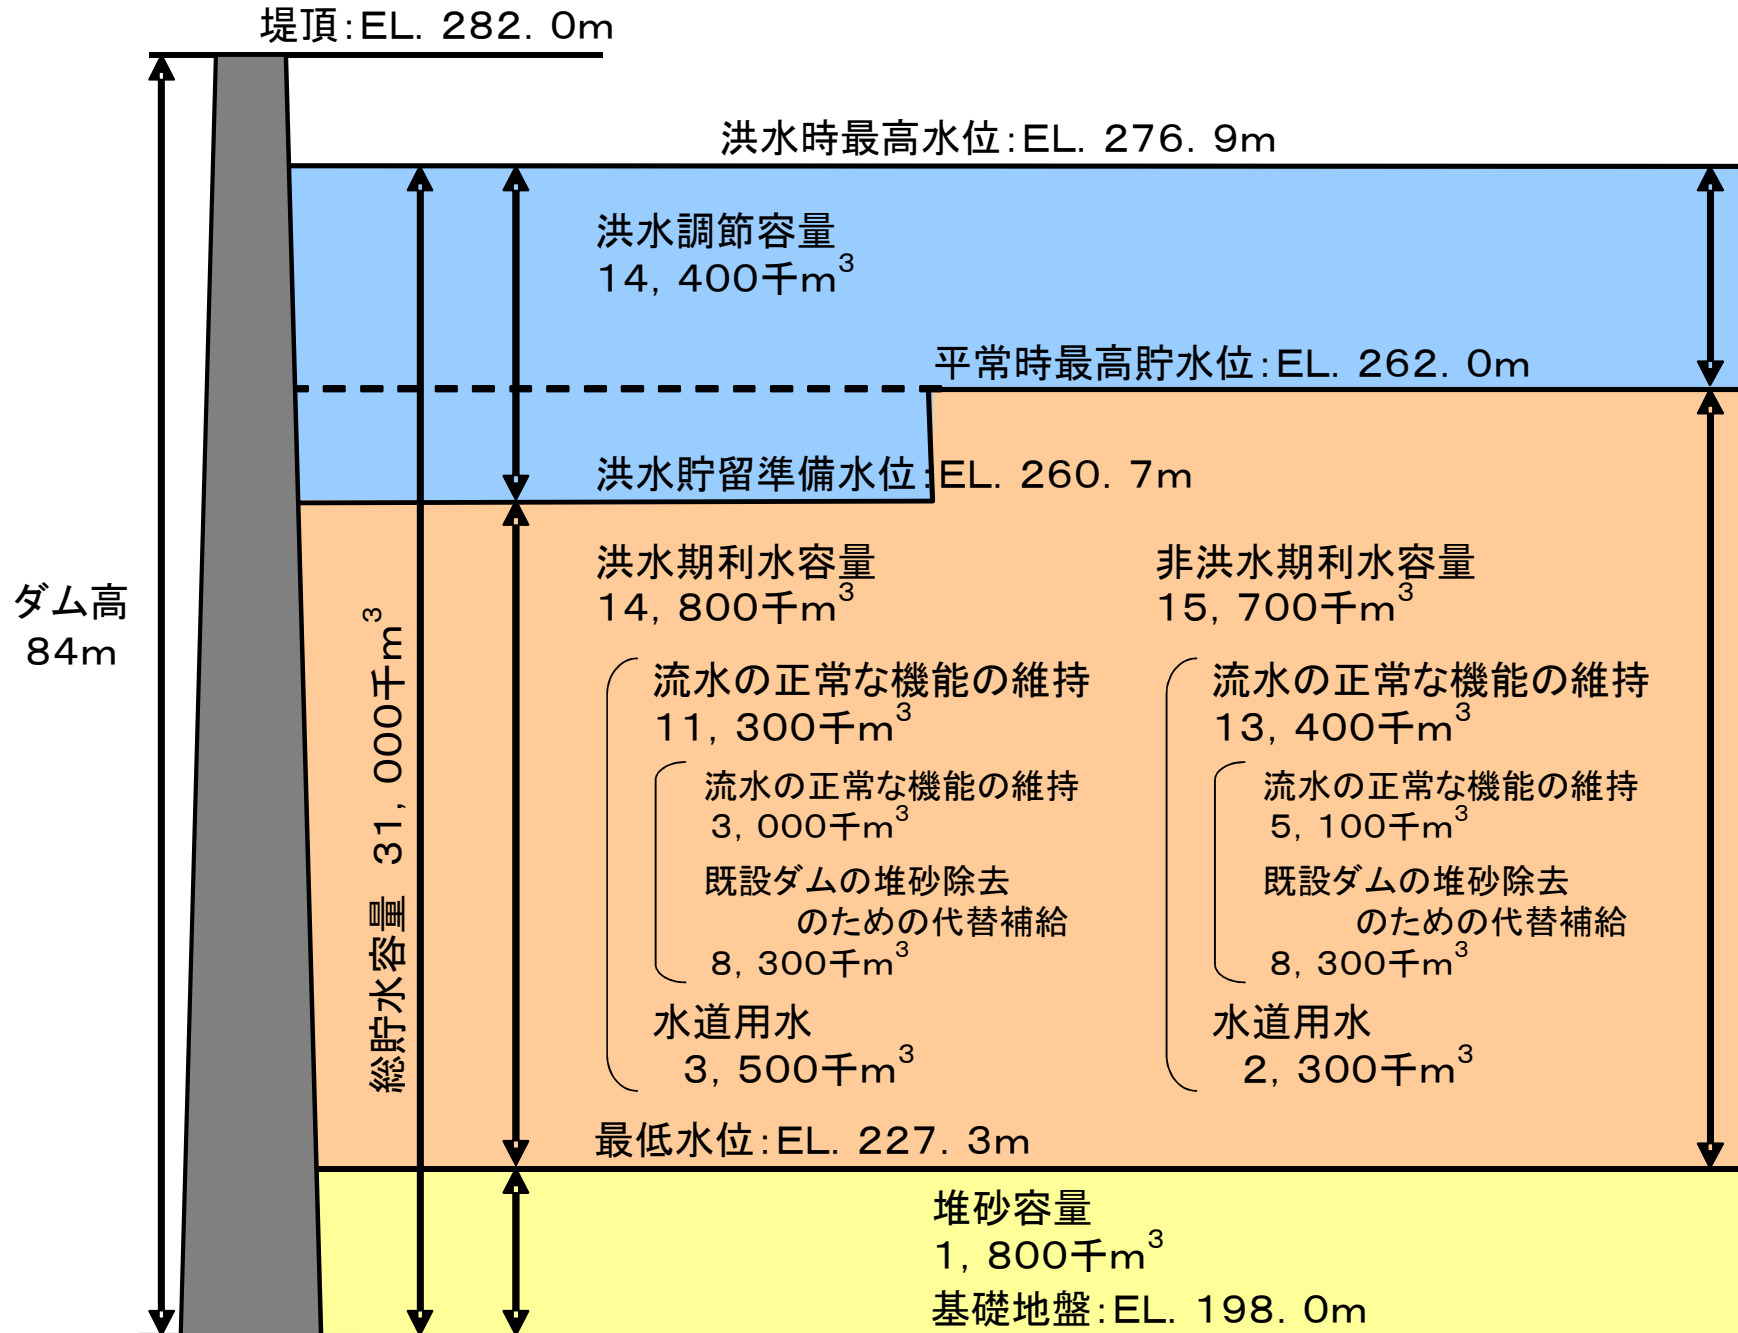 堤頂：EL. 282. 0m
洪水時最高水位：EL. 276. 9m
洪水調節容量
14, 400千m³
平常時最高貯水位：EL. 262. 0m
洪水貯留準備水位：EL. 260. 7m
ダム高
84m
総貯水容量 31, 000千m³
洪水期利水容量
14, 800千m³
流水の正常な機能の維持
11, 300千m³
流水の正常な機能の維持
3, 000千m³
既設ダムの堆砂除去
のための代替補給
8, 300千m³
水道用水
3, 500千m³
非洪水期利水容量
15, 700千m³
流水の正常な機能の維持
13, 400千m³
流水の正常な機能の維持
5, 100千m³
既設ダムの堆砂除去
のための代替補給
8, 300千m³
水道用水
2, 300千m³
最低水位：EL. 227. 3m
堆砂容量
1, 800千m³
基礎地盤：EL. 198. 0m